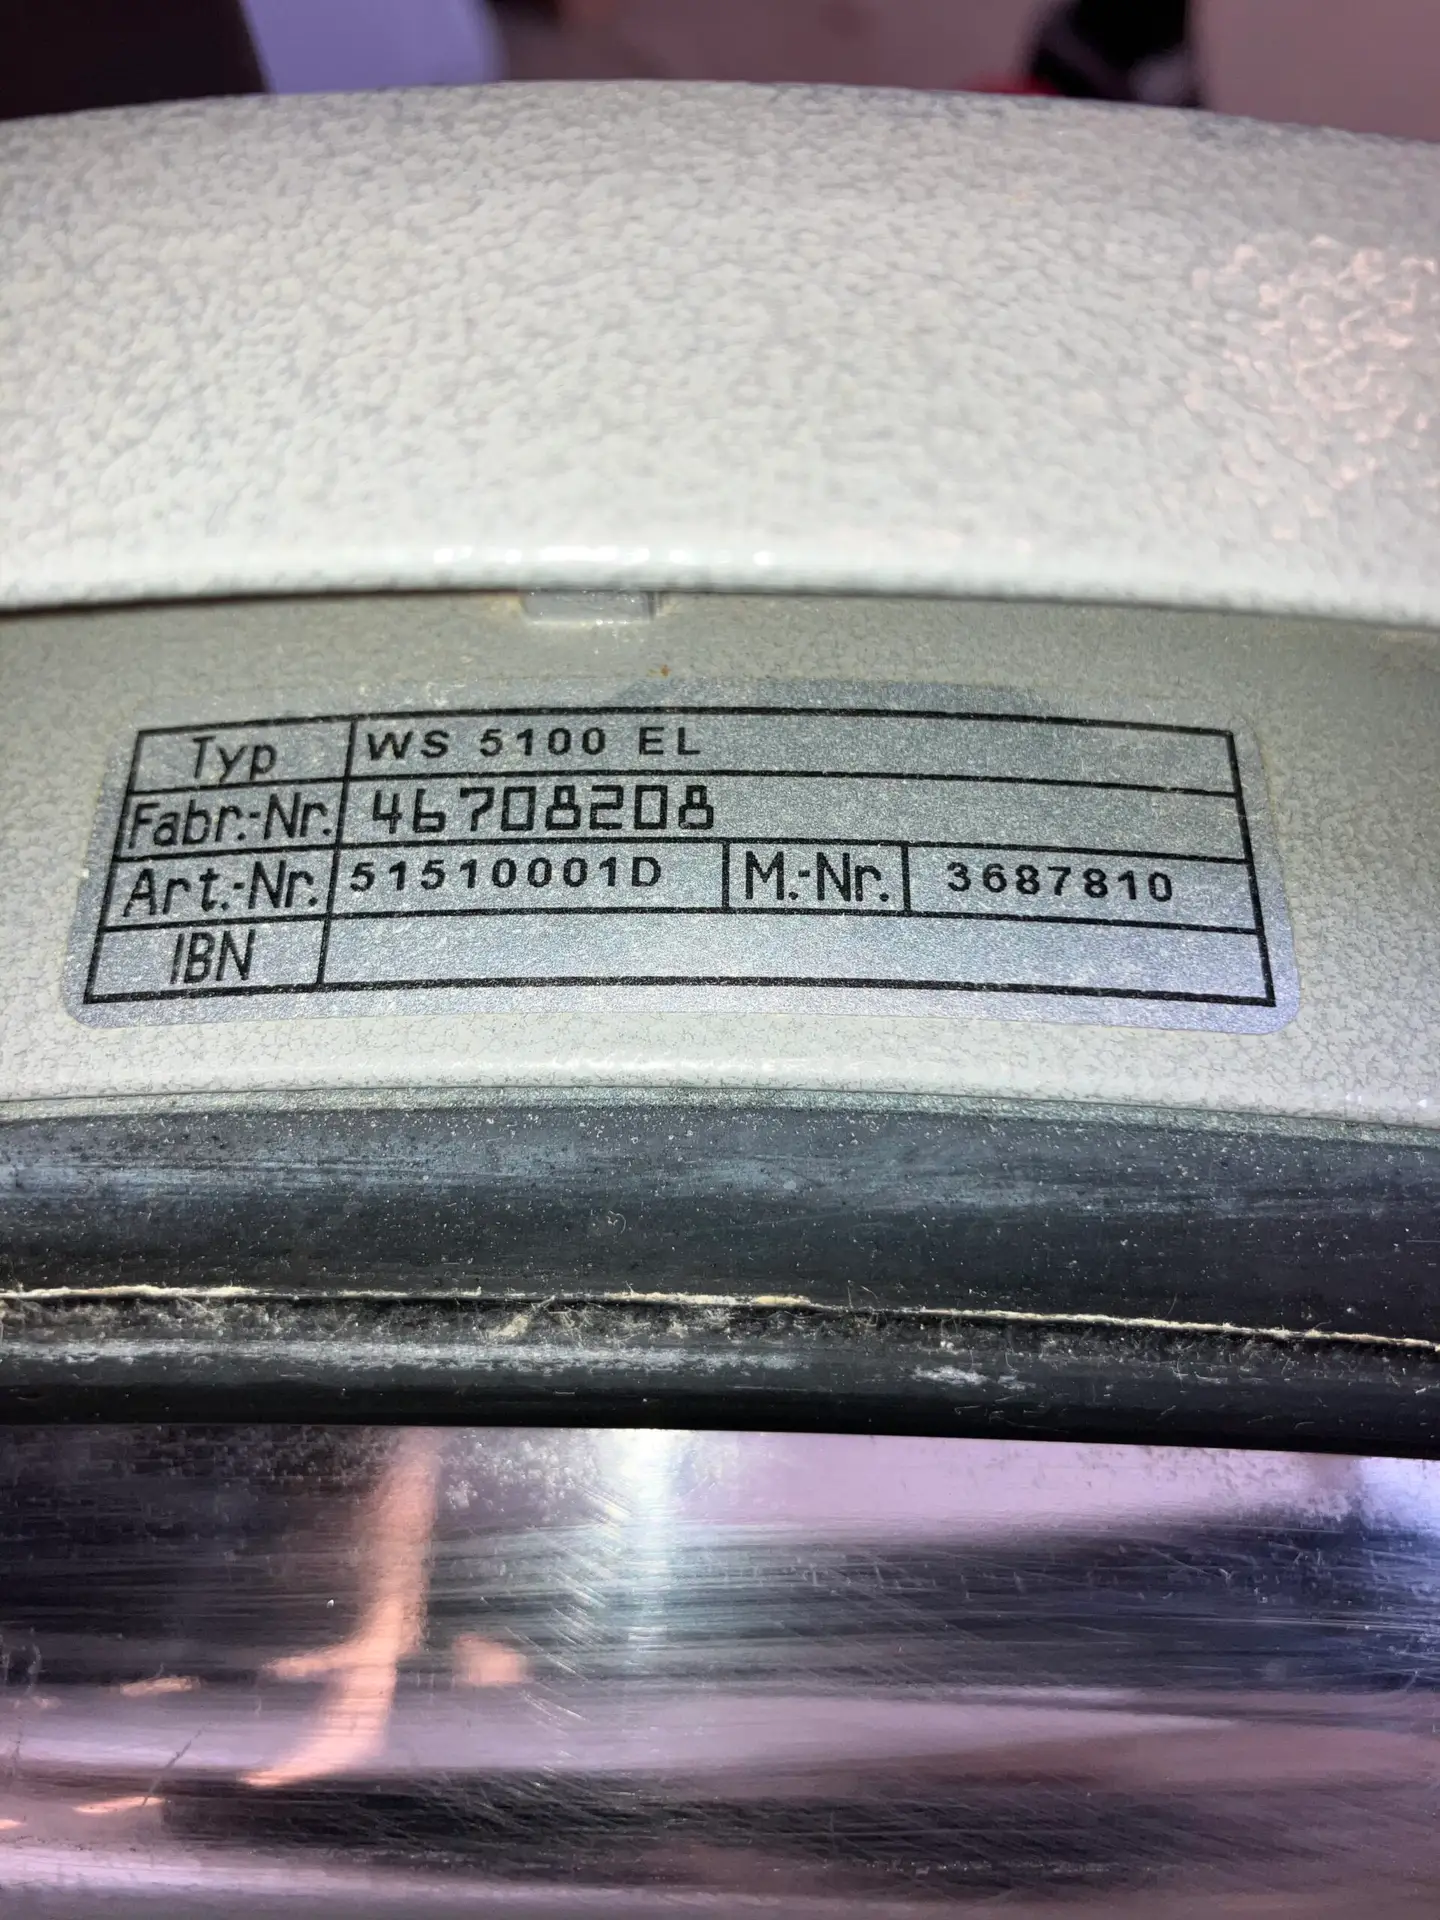 Typ WS 5100 EL
Fabr.-Nr. 46708208
Art.-Nr. 51510001D M.-Nr. 3687810
IBN